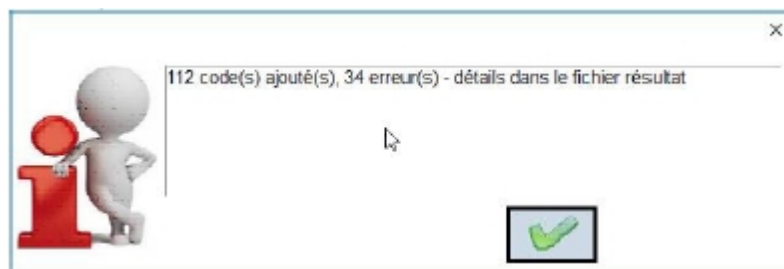 112 code(s) ajouté(s), 34 erreur(s) - détails dans le fichier résultat